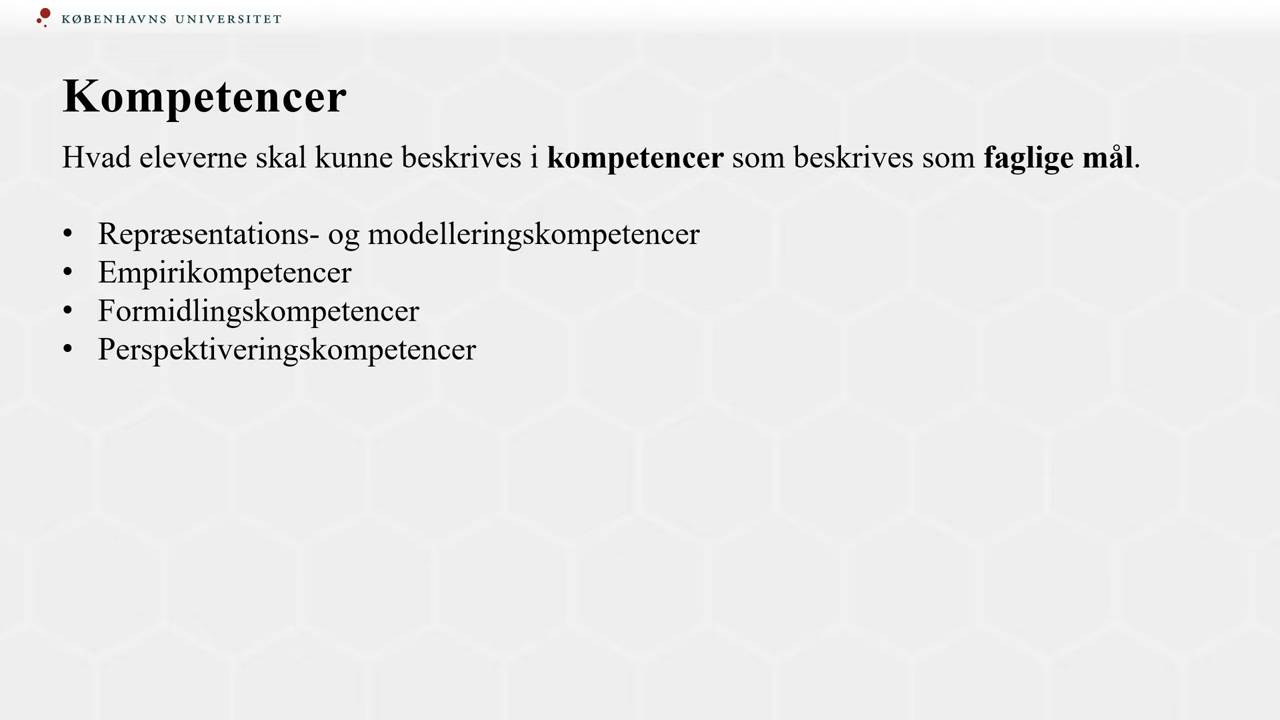 KØBENHAVNS UNIVERSITET
Kompetencer
Hvad eleverne skal kunne beskrives i kompetencer som beskrives som faglige mål.
• Repræsentations- og modelleringskompetencer
• Empirikompetencer
• Formidlingskompetencer
• Perspektiveringskompetencer